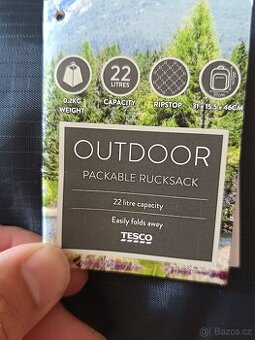 22
LITRES
0.2KG
WEIGHT
CAPACITY
RIPSTOP
31 x 15.5 x 46CM
OUTDOOR
PACKABLE RUCKSACK
22 litre capacity
Easily folds away
TESCO
Bazos.cz